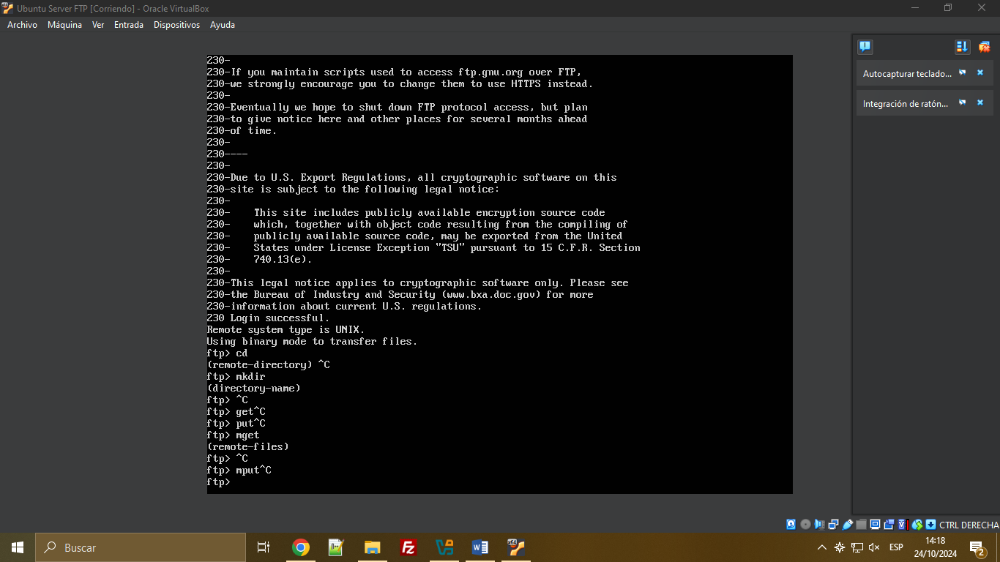 Ubuntu Server FTP [Corriendo] - Oracle VirtualBox
Archivo Máquina Ver Entrada Dispositivos Ayuda
230-
230-If you maintain scripts used to access ftp.gnu.org over FTP,
230-we strongly encourage you to change them to use HTTPS instead.
230-
230-Eventually we hope to shut down FTP protocol access, but plan
230-to give notice here and other places for several months ahead
230-of time.
230-
230----
230-
230-Due to U.S. Export Regulations, all cryptographic software on this
230-site is subject to the following legal notice:
230-
230-    This site includes publicly available encryption source code
230-    which, together with object code resulting from the compiling of
230-    publicly available source code, may be exported from the United
230-    States under License Exception "TSU" pursuant to 15 C.F.R. Section
230-    740.13(e).
230-
230-This legal notice applies to cryptographic software only. Please see
230-the Bureau of Industry and Security (www.bxa.doc.gov) for more
230-information about current U.S. regulations.
230 Login successful.
Remote system type is UNIX.
Using binary mode to transfer files.
ftp> cd
(remote-directory) ^C
ftp> mkdir
(directory-name)
ftp> ^C
ftp> get^C
ftp> put^C
ftp> mget
(remote-files)
ftp> ^C
ftp> mput^C
ftp>
Autocapturar teclado...
Integración de ratón...
CTRL DERECHA
Buscar
ESP
14:18
24/10/2024
2